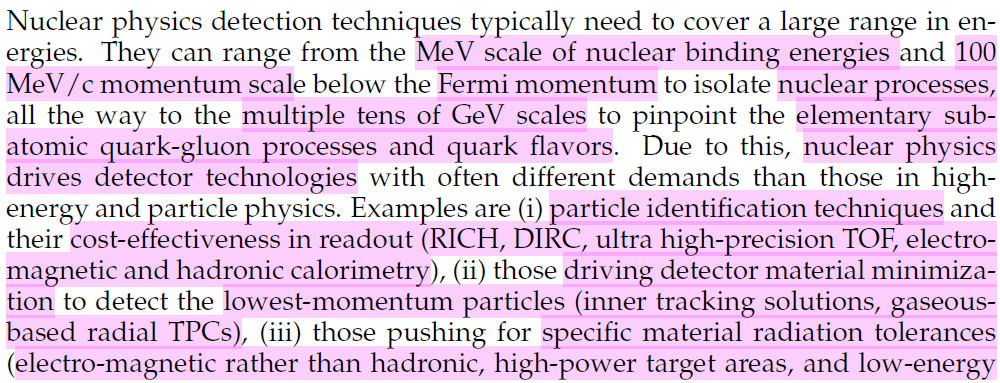 Nuclear physics detection techniques typically need to cover a large range in en-
ergies. They can range from the MeV scale of nuclear binding energies and 100
MeV/c momentum scale below the Fermi momentum to isolate nuclear processes,
all the way to the multiple tens of GeV scales to pinpoint the elementary sub-
atomic quark-gluon processes and quark flavors. Due to this, nuclear physics
drives detector technologies with often different demands than those in high-
energy and particle physics. Examples are (i) particle identification techniques and
their cost-effectiveness in readout (RICH, DIRC, ultra high-precision TOF, electro-
magnetic and hadronic calorimetry), (ii) those driving detector material minimiza-
tion to detect the lowest-momentum particles (inner tracking solutions, gaseous-
based radial TPCs), (iii) those pushing for specific material radiation tolerances
(electro-magnetic rather than hadronic, high-power target areas, and low-energy